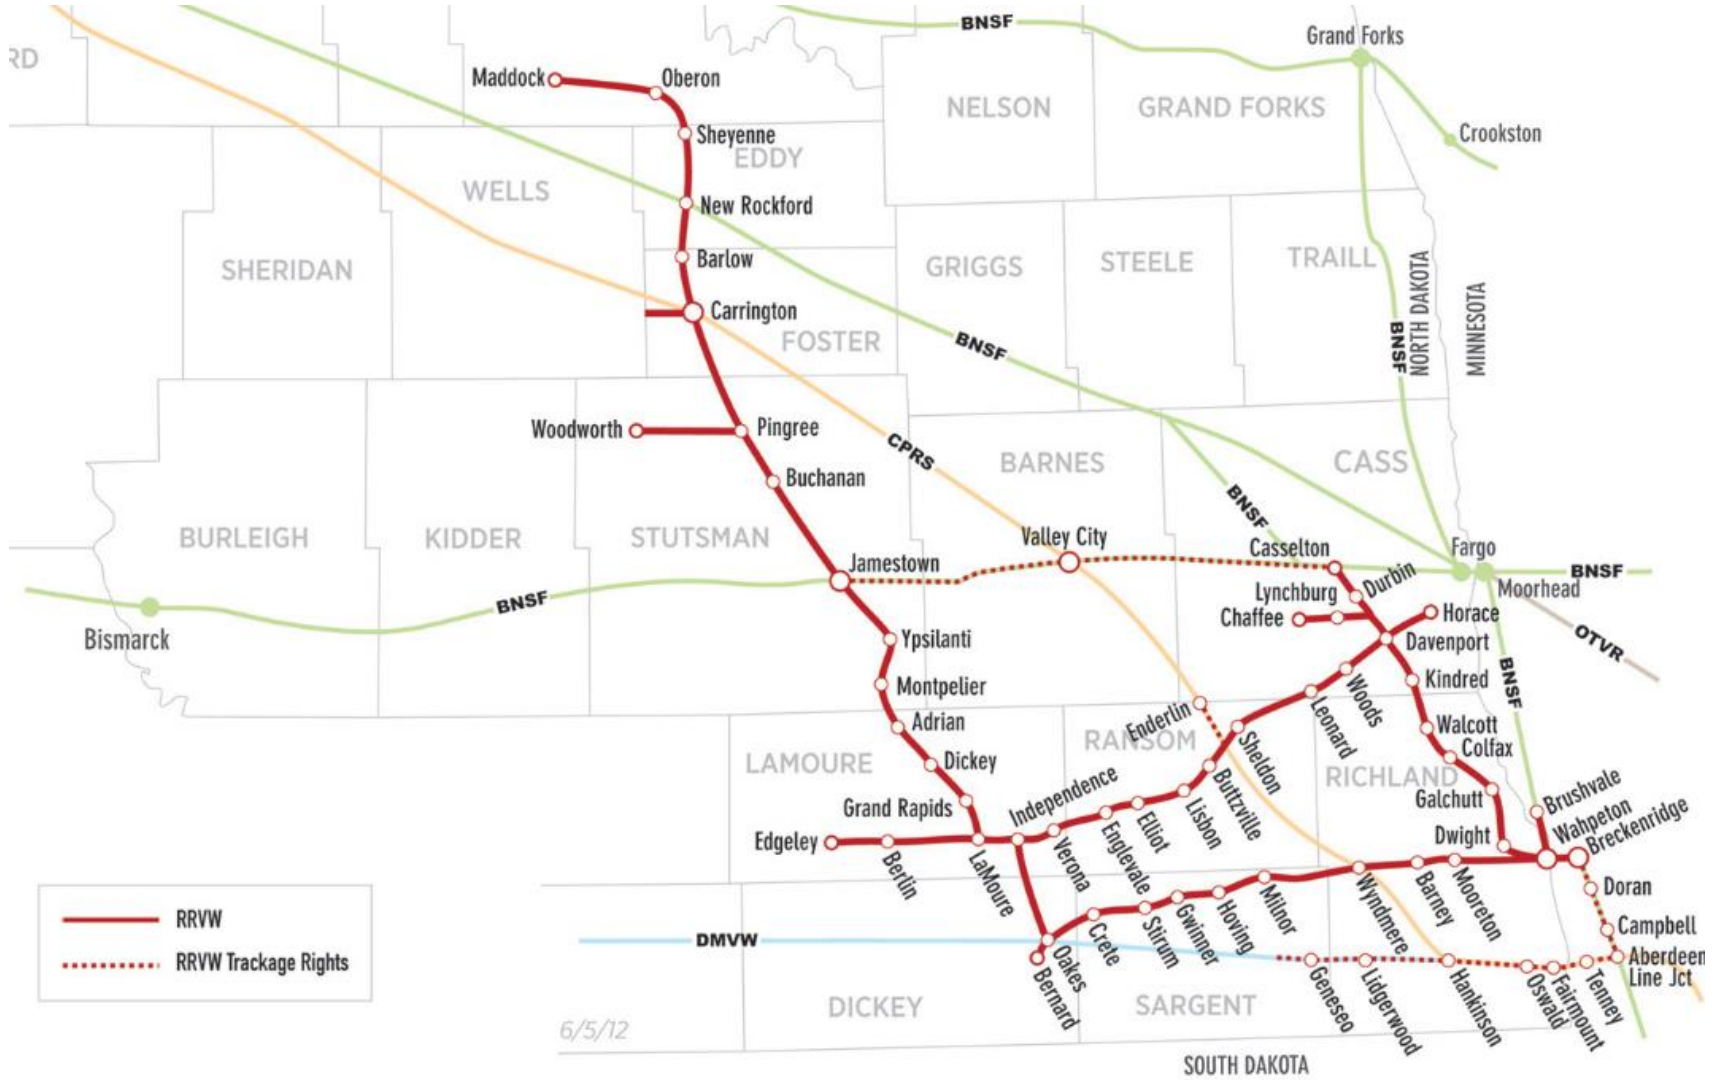 BNSF
Grand Forks
RD
Maddock
Oberon
NELSON
GRAND FORKS
Crookston
Sheyenne
EDDY
WELLS
New Rockford
SHERIDAN
Barlow
GRIGGS
STEELE
TRAILL
NORTH DAKOTA
MINNESOTA
Carrington
FOSTER
BNSF
BNSF
Woodworth
Pingree
CPRS
BARNES
CASS
Buchanan
BNSF
BURLEIGH
KIDDER
STUTSMAN
Valley City
Casselton
Fargo
Jamestown
BNSF
Durbin
Moorhead
Lynchburg
BNSF
Chaffee
Horace
Bismarck
Ypsilanti
Davenport
OTVR
Montpelier
Woods
Kindred
BNSF
Adrian
Enderlin
Leonard
Walcott
RANSOM
Sheldon
Colfax
LAMOURE
Dickey
RICHLAND
Grand Rapids
Independence
Buttzville
Galchutt
Brushvale
Edgeley
Berlin
LaMoure
Verona
Englevale
Elliot
Lisbon
Dwight
Wahpeton
Breckenridge
RRVW
RRVW Trackage Rights
DMVW
Oakes
Bernard
Crete
Stirum
Gwinner
Hoving
Milnor
Wyndmere
Barney
Mooreton
Doran
Campbell
Aberdeen
Line Jct
DICKEY
SARGENT
Geneseo
Lidgerwood
Hankinson
Oswald
Fairmount
Tenney
6/5/12
SOUTH DAKOTA